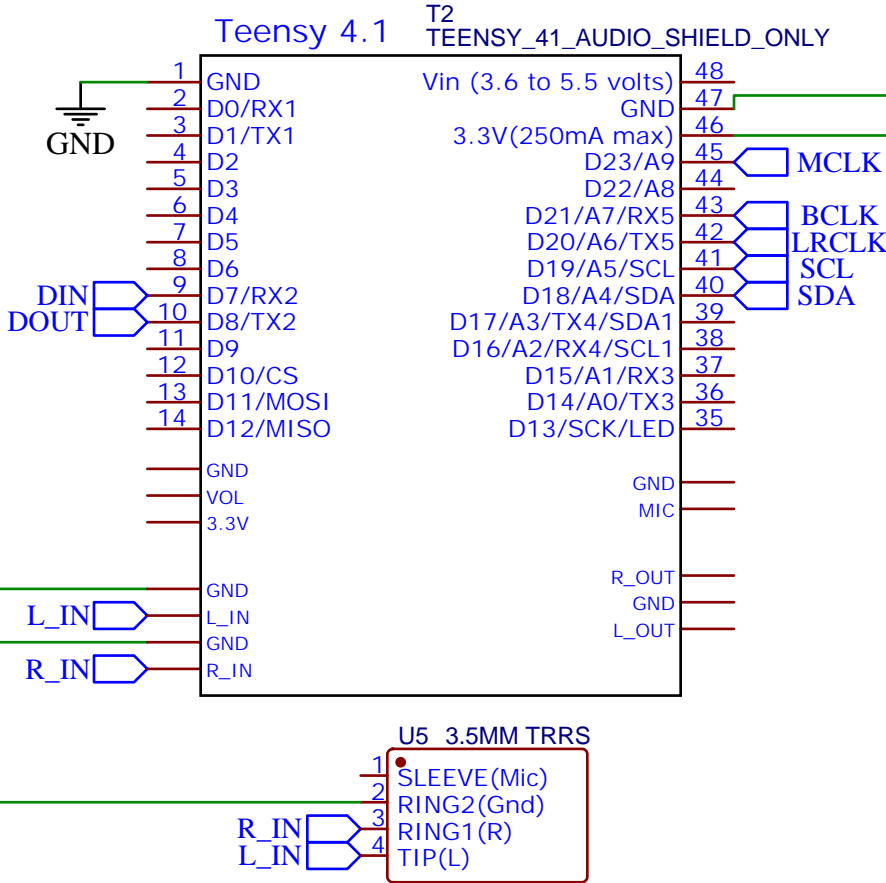 Teensy 4.1
T2
TEENSY_41_AUDIO_SHIELD_ONLY
1 GND Vin (3.6 to 5.5 volts) 48
2 D0/RX1 GND 47
GND
3 D1/TX1 3.3V(250mA max) 46
4 D2 D23/A9 45 MCLK
5 D3 D22/A8 44
6 D4 D21/A7/RX5 43 BCLK
7 D5 D20/A6/TX5 42 LRCLK
8 D6 D19/A5/SCL 41 SCL
DIN 9 D7/RX2 D18/A4/SDA 40 SDA
DOUT 10 D8/TX2 D17/A3/TX4/SDA1 39
11 D9 D16/A2/RX4/SCL1 38
12 D10/CS D15/A1/RX3 37
13 D11/MOSI D14/A0/TX3 36
14 D12/MISO D13/SCK/LED 35
GND
GND
VOL
MIC
3.3V
R_OUT
GND
GND
L_IN L_IN
L_OUT
GND
R_IN R_IN
U5 3.5MM TRRS
1 SLEEVE(Mic)
2 RING2(Gnd)
R_IN 3 RING1(R)
L_IN 4 TIP(L)